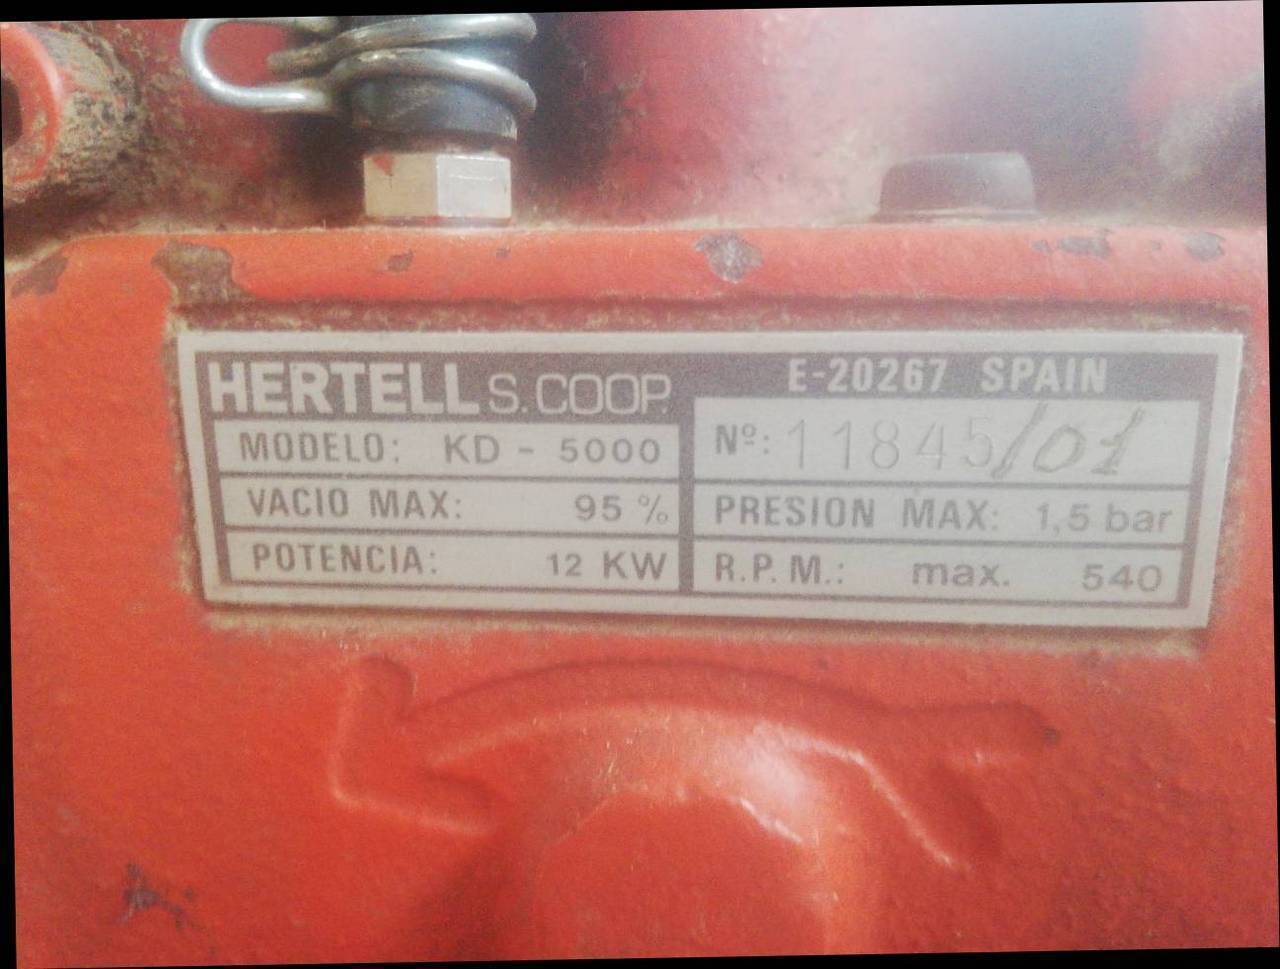 HERTELL S. COOP.
E-20267 SPAIN
MODELO: KD - 5000
Nº: 11845/01
VACIO MAX: 95 %
PRESION MAX: 1,5 bar
POTENCIA: 12 KW
R.P.M.: max. 540